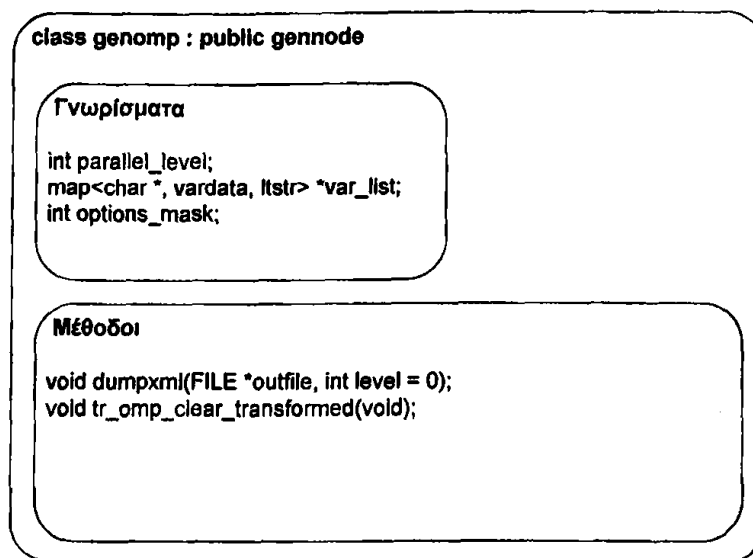 class genomp : public gennode
Γνωρίσματα
int parallel_level;
map<char *, vardata, ltstr> *var_list;
int options_mask;
Μέθοδοι
void dumpxml(FILE *outfile, int level = 0);
void tr_omp_clear_transformed(void);